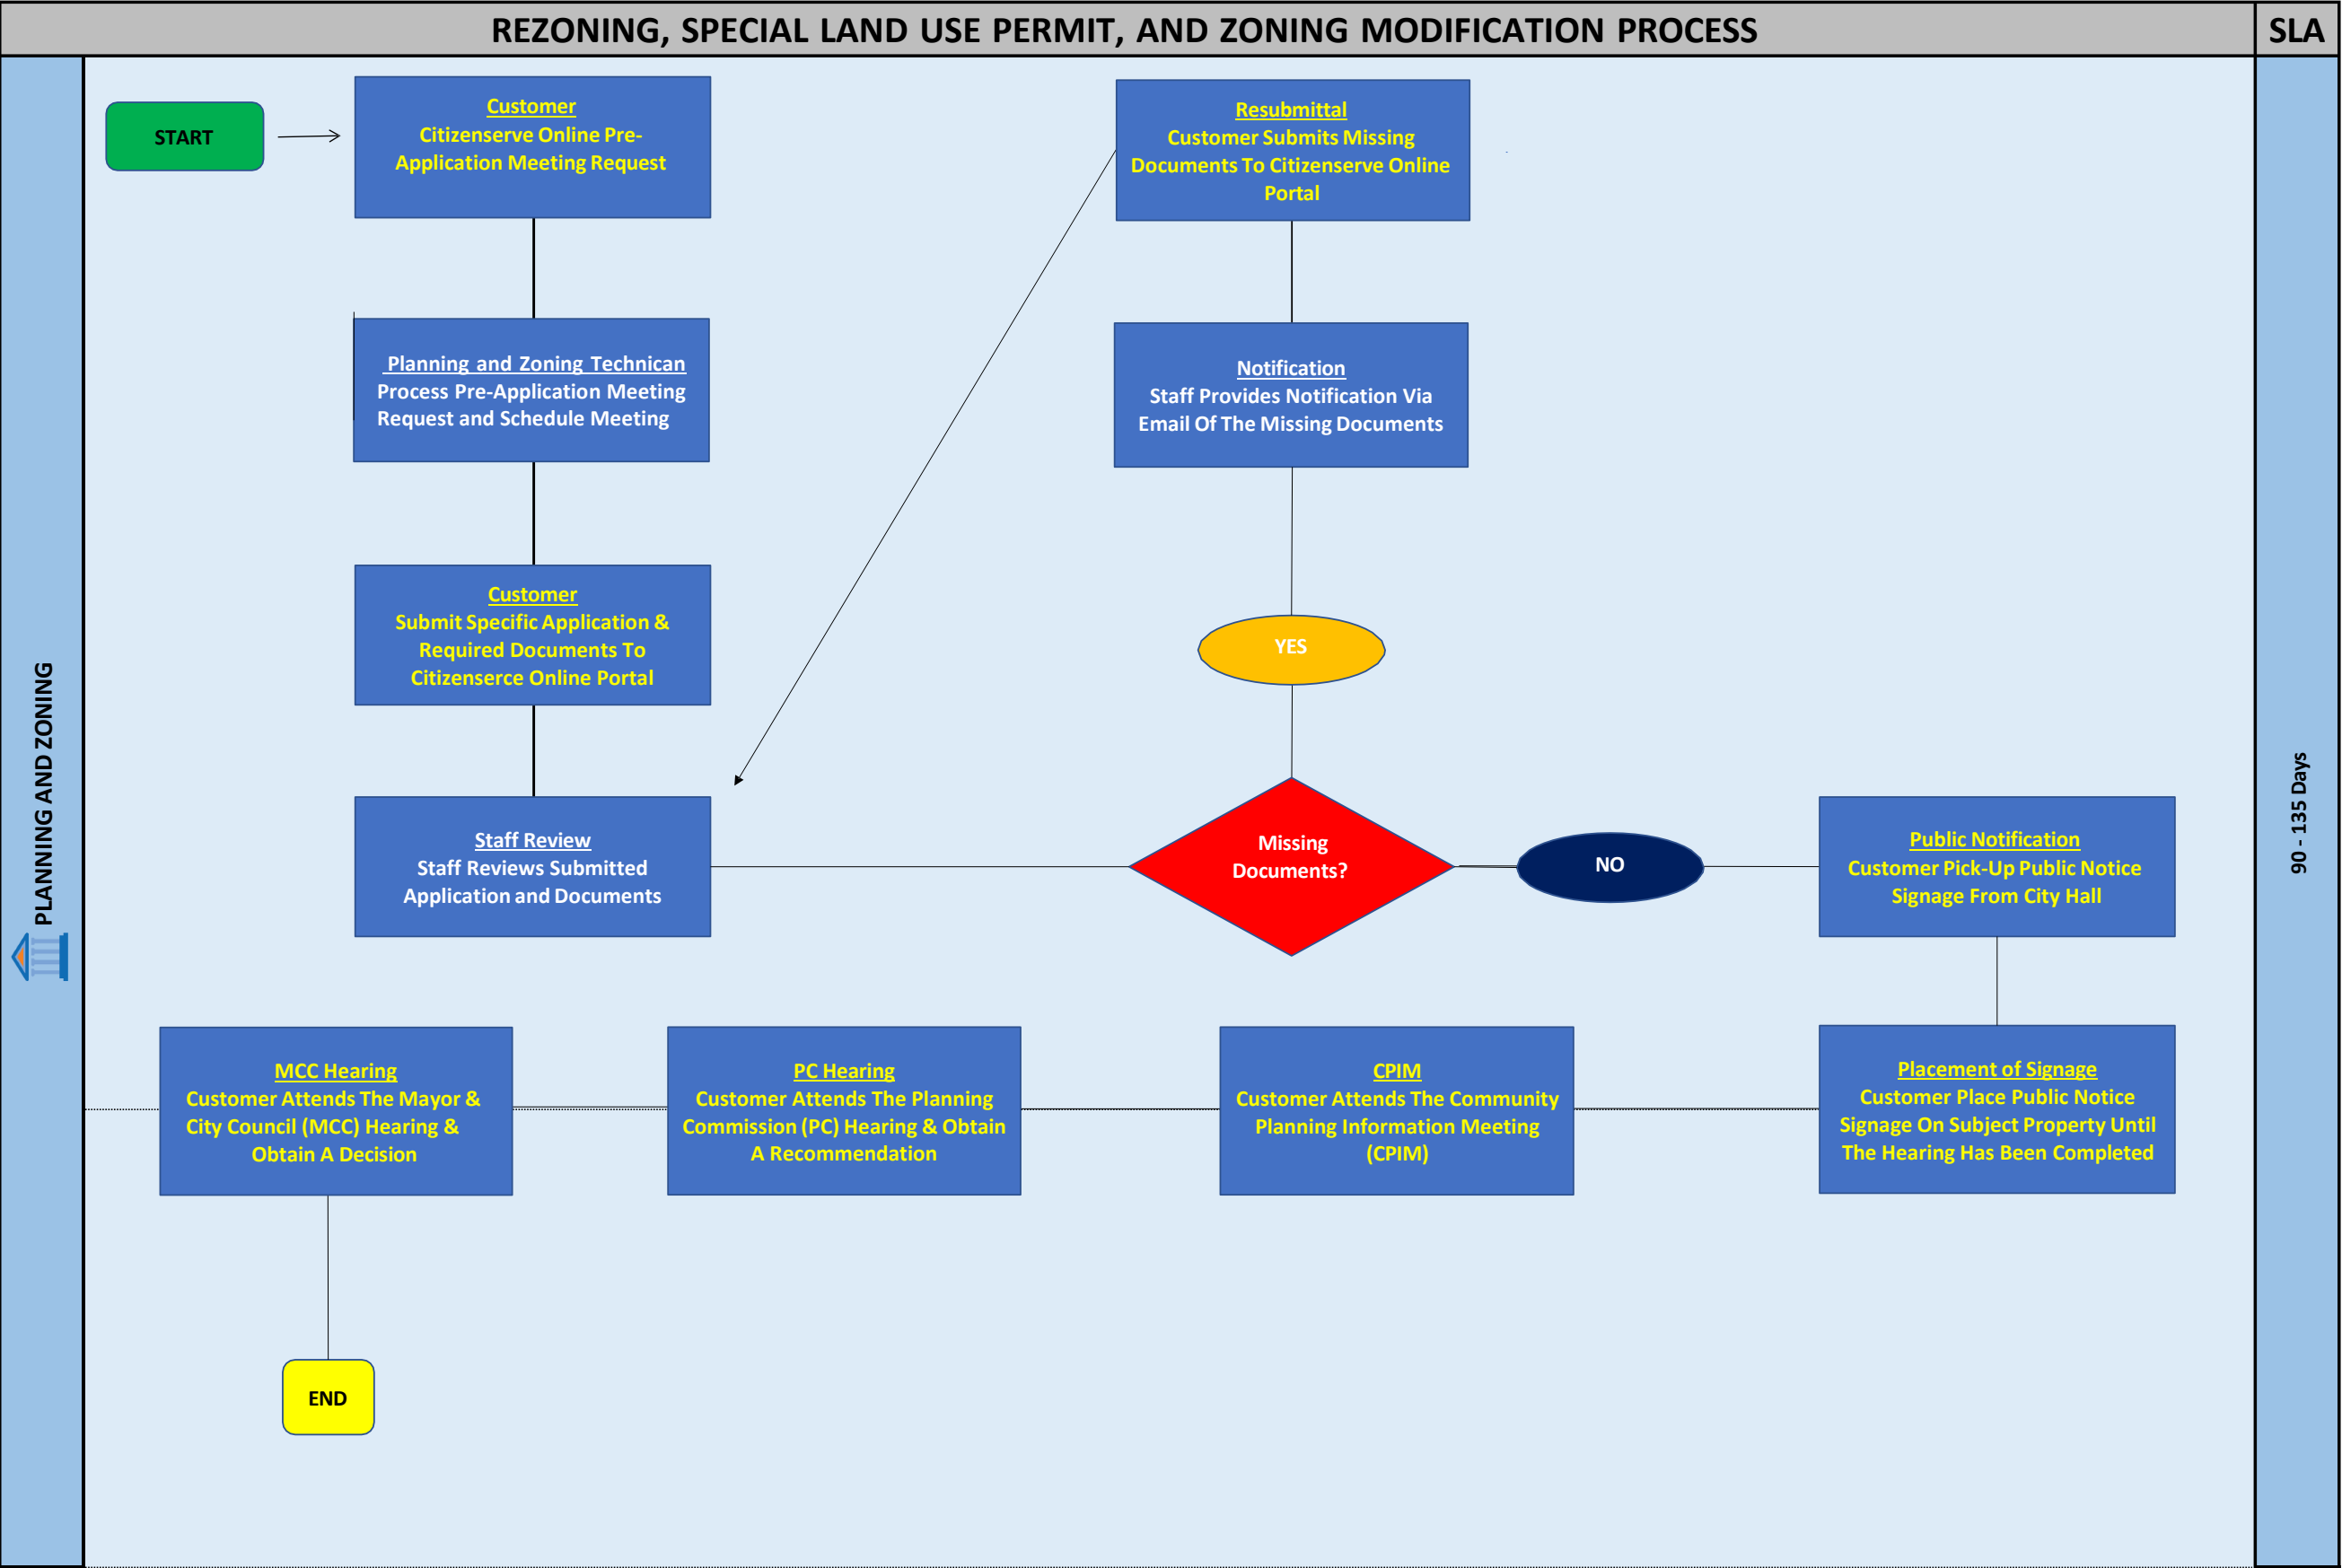 REZONING, SPECIAL LAND USE PERMIT, AND ZONING MODIFICATION PROCESS
SLA
PLANNING AND ZONING
START
Customer
Citizenserve Online Pre-
Application Meeting Request
Planning and Zoning Technican
Process Pre-Application Meeting
Request and Schedule Meeting
Customer
Submit Specific Application &
Required Documents To
Citizenserce Online Portal
Staff Review
Staff Reviews Submitted
Application and Documents
Missing
Documents?
YES
Notification
Staff Provides Notification Via
Email Of The Missing Documents
Resubmittal
Customer Submits Missing
Documents To Citizenserve Online
Portal
NO
Public Notification
Customer Pick-Up Public Notice
Signage From City Hall
Placement of Signage
Customer Place Public Notice
Signage On Subject Property Until
The Hearing Has Been Completed
CPIM
Customer Attends The Community
Planning Information Meeting
(CPIM)
PC Hearing
Customer Attends The Planning
Commission (PC) Hearing & Obtain
A Recommendation
MCC Hearing
Customer Attends The Mayor &
City Council (MCC) Hearing &
Obtain A Decision
END
90 - 135 Days